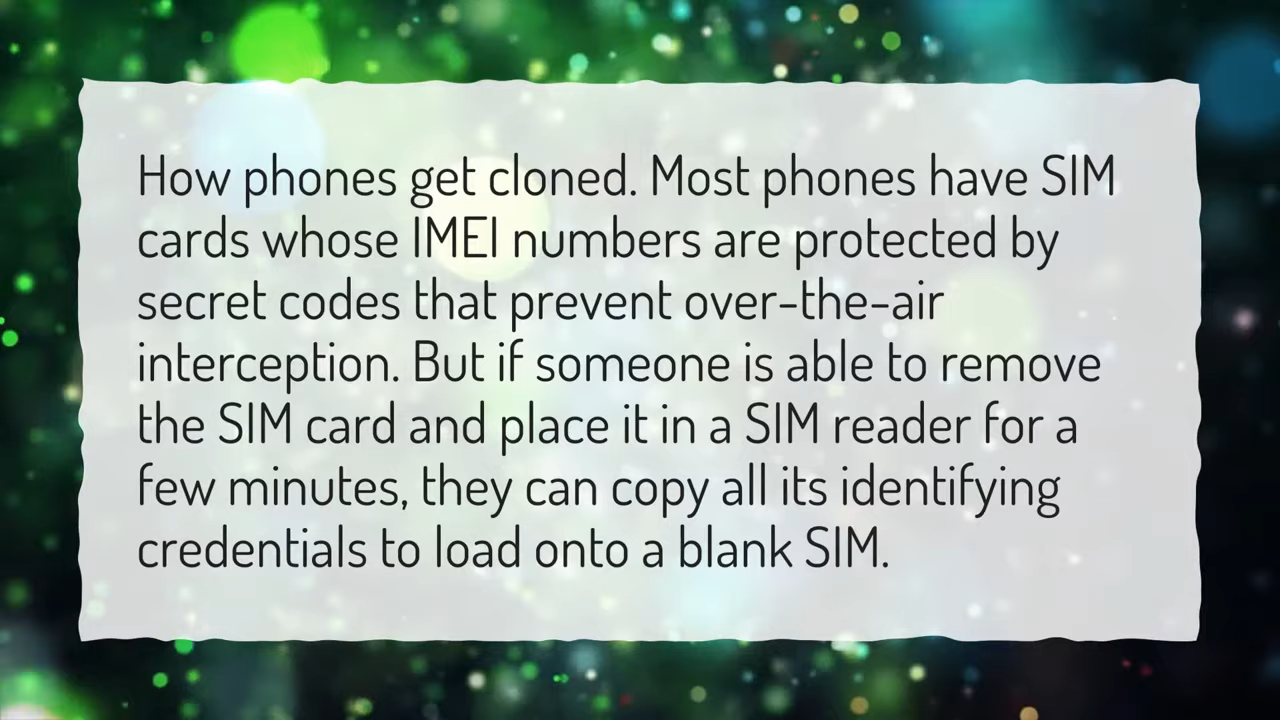 How phones get cloned. Most phones have SIM
cards whose IMEI numbers are protected by
secret codes that prevent over-the-air
interception. But if someone is able to remove
the SIM card and place it in a SIM reader for a
few minutes, they can copy all its identifying
credentials to load onto a blank SIM.